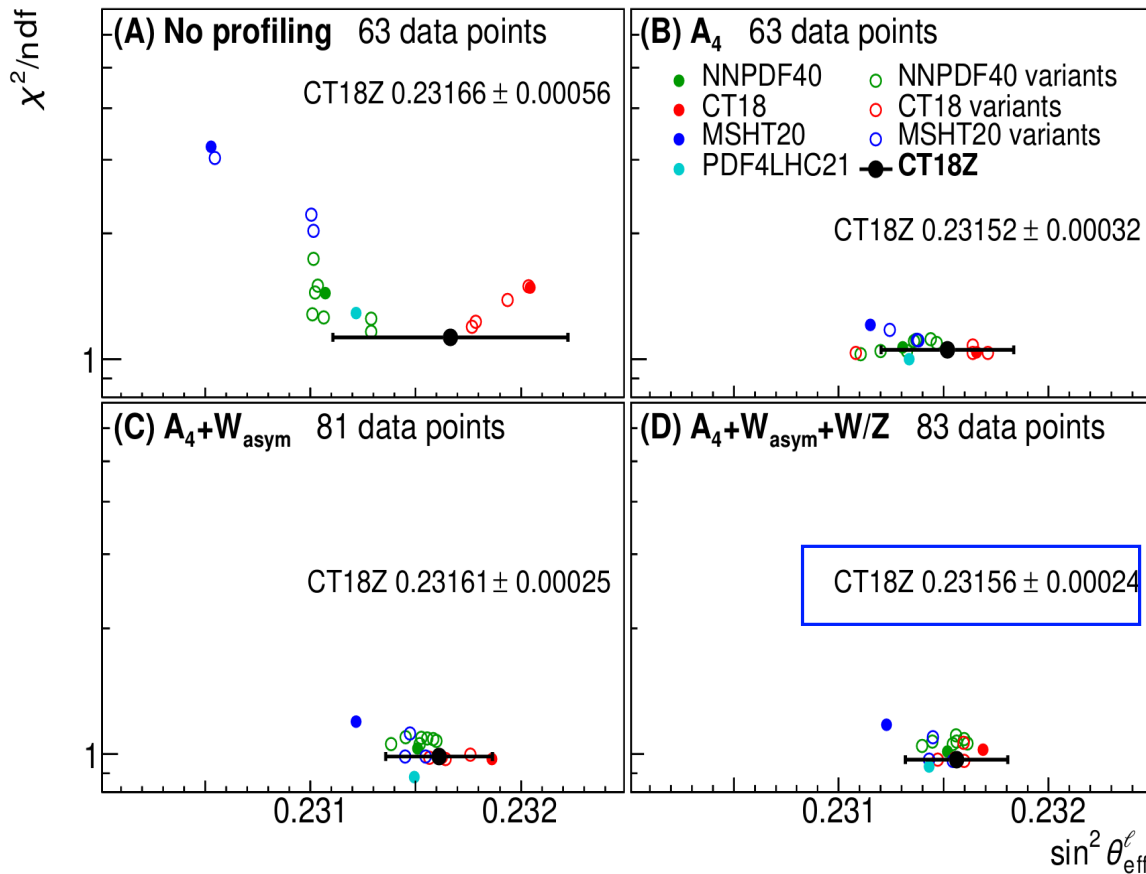 χ²/ndf
(A) No profiling 63 data points
CT18Z 0.23166 ± 0.00056
1
(B) A₄ 63 data points
NNPDF40
NNPDF40 variants
CT18
CT18 variants
MSHT20
MSHT20 variants
PDF4LHC21
CT18Z
CT18Z 0.23152 ± 0.00032
(C) A₄+W_asym 81 data points
CT18Z 0.23161 ± 0.00025
1
0.231
0.232
(D) A₄+W_asym+W/Z 83 data points
CT18Z 0.23156 ± 0.00024
0.231
0.232
sin² θ_eff^ℓ